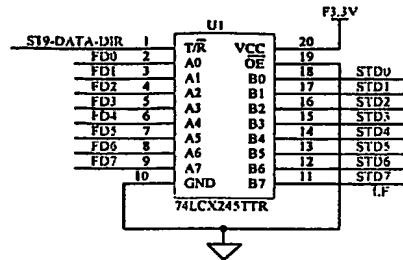 U1
F3.3V
ST9-DATA-DIR 1 T/R VCC 20
FD0 2 A0 OE 19
FD1 3 A1 B0 18 STD0
FD2 4 A2 B1 17 STD1
FD3 5 A3 B2 16 STD2
FD4 6 A4 B3 15 STD3
FD5 7 A5 B4 14 STD4
FD6 8 A6 B5 13 STD5
FD7 9 A7 B6 12 STD6
10 GND B7 11 STD7
74LCX245TTR